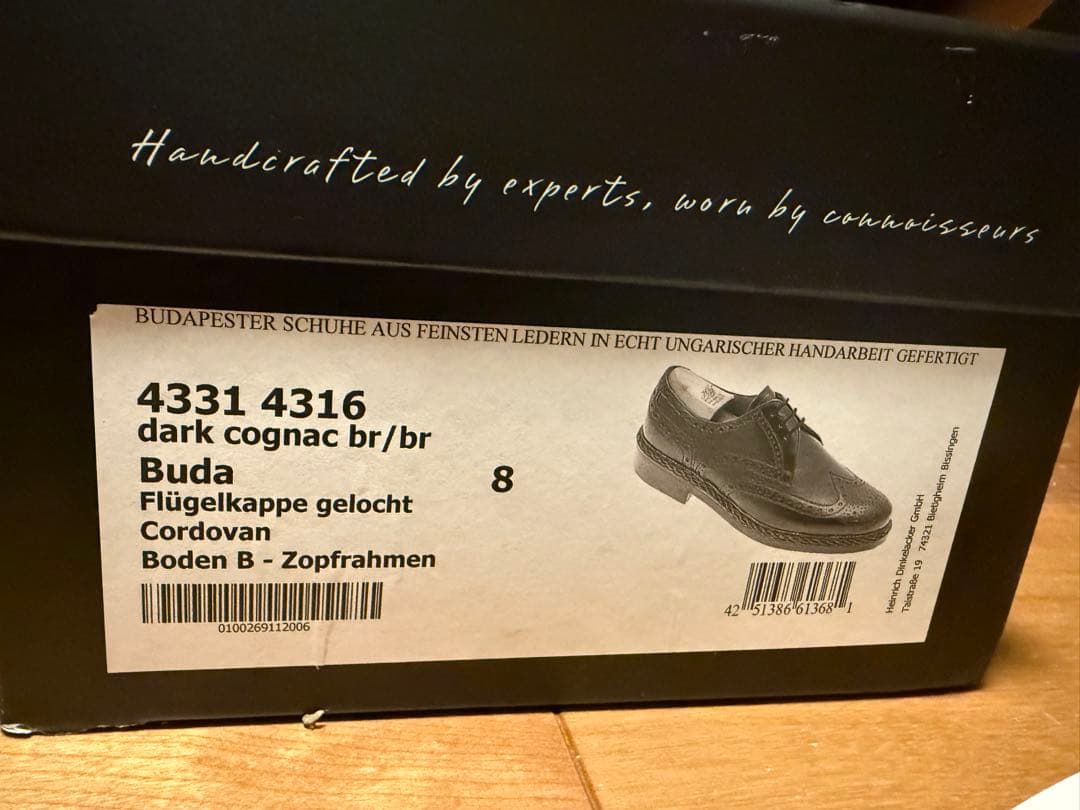 Handcrafted by experts, worn by connoisseurs
BUDAPESTER SCHUHE AUS FEINSTEN LEDERN IN ECHT UNGARISCHER HANDARBEIT GEFERTIGT
4331 4316
dark cognac br/br
Buda
8
Flügelkappe gelocht
Cordovan
Boden B - Zopfrahmen
0100269112006
42 51386 61368 1
Heinrich Dinkelacker GmbH
Talstraße 19 74321 Bietigheim Bissingen